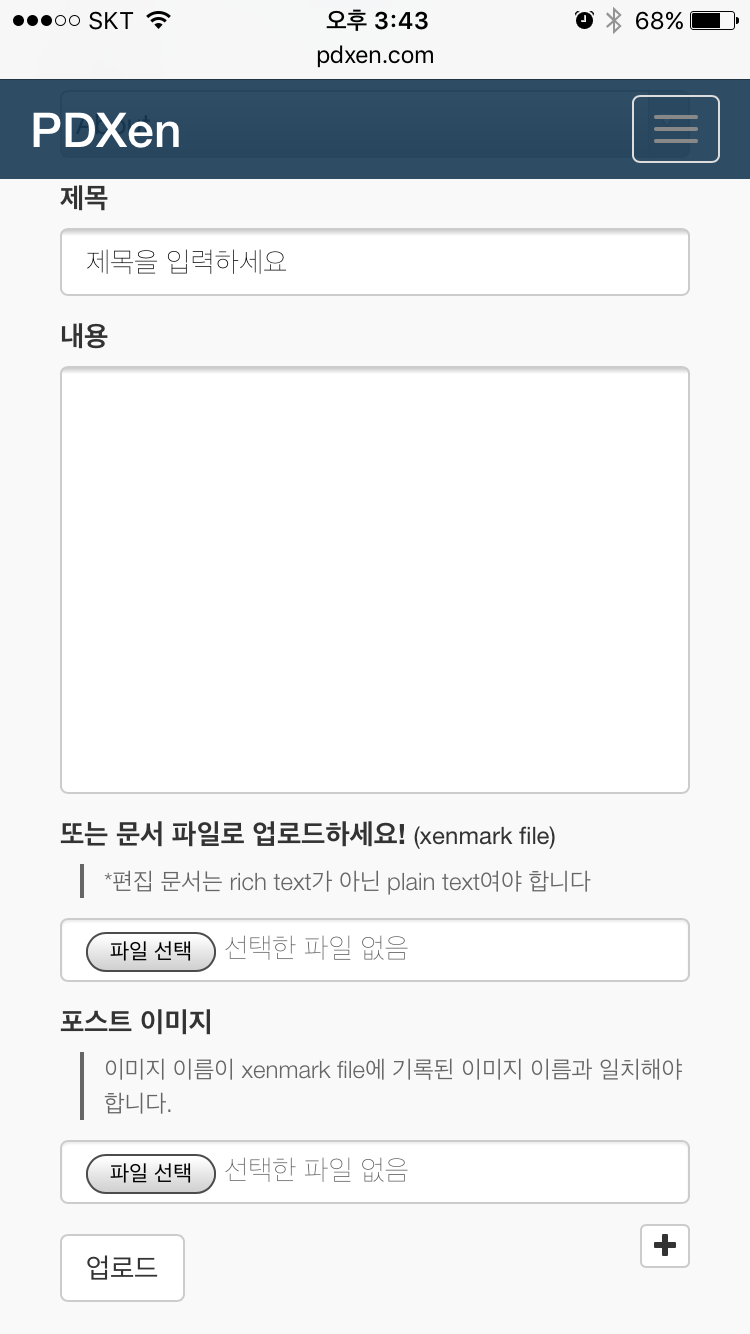 SKT 오후 3:43 68%
pdxen.com
PDXen
제목
제목을 입력하세요
내용
또는 문서 파일로 업로드하세요! (xenmark file)
*편집 문서는 rich text가 아닌 plain text여야 합니다
파일 선택 선택한 파일 없음
포스트 이미지
이미지 이름이 xenmark file에 기록된 이미지 이름과 일치해야
합니다.
파일 선택 선택한 파일 없음
업로드